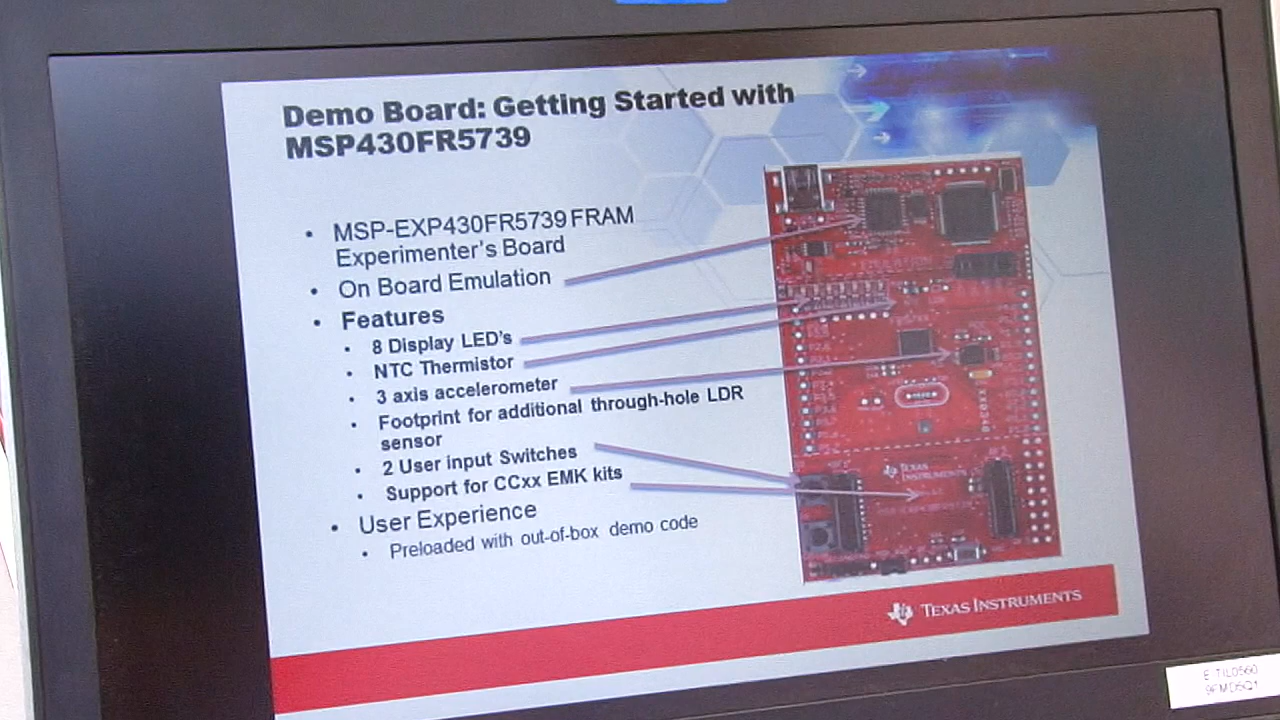 Demo Board: Getting Started with
MSP430FR5739
• MSP-EXP430FR5739 FRAM
Experimenter's Board
• On Board Emulation
• Features
• 8 Display LED's
• NTC Thermistor
• 3 axis accelerometer
• Footprint for additional through-hole LDR
sensor
• 2 User input Switches
• Support for CCxx EMK kits
• User Experience
• Preloaded with out-of-box demo code
TEXAS
INSTRUMENTS
TEXAS INSTRUMENTS